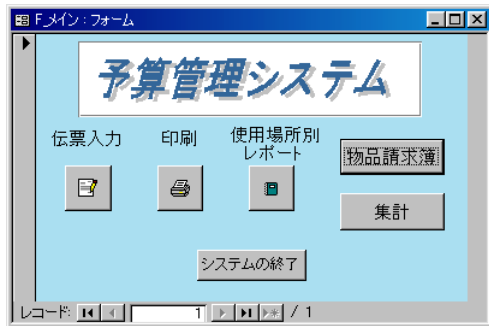 F_メイン : フォーム
予算管理システム
伝票入力
印刷
使用場所別
レポート
物品請求簿
集計
システムの終了
レコード: 1 / 1